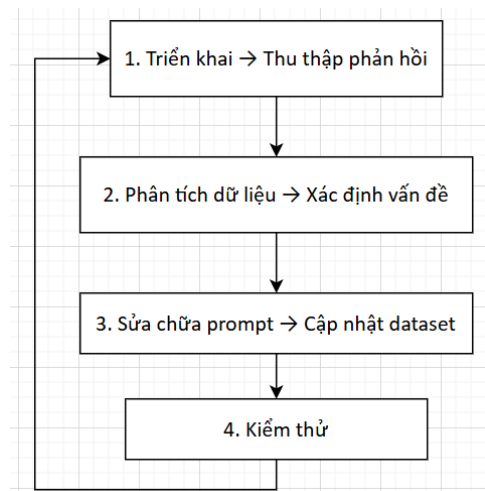 1. Triển khai → Thu thập phản hồi
2. Phân tích dữ liệu → Xác định vấn đề
3. Sửa chữa prompt → Cập nhật dataset
4. Kiểm thử